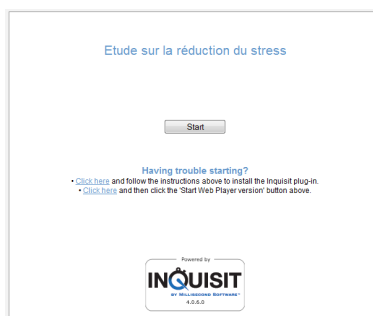 Etude sur la réduction du stress
Start
Having trouble starting?
• Click here and follow the instructions above to install the Inquisit plug-in.
• Click here and then click the 'Start Web Player version' button above.
Powered by
INQUISIT
BY MILLISECOND SOFTWARE™
4.0.6.0